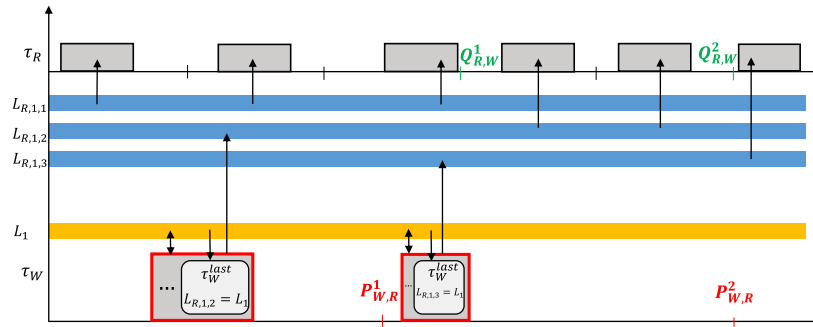 τ_R
Q^1_{R,W}
Q^2_{R,W}
L_{R,1,1}
L_{R,1,2}
L_{R,1,3}
L_1
τ_W
... τ_W^{last}
L_{R,1,2} = L_1
P^1_{W,R}
... τ_W^{last}
L_{R,1,3} = L_1
P^2_{W,R}